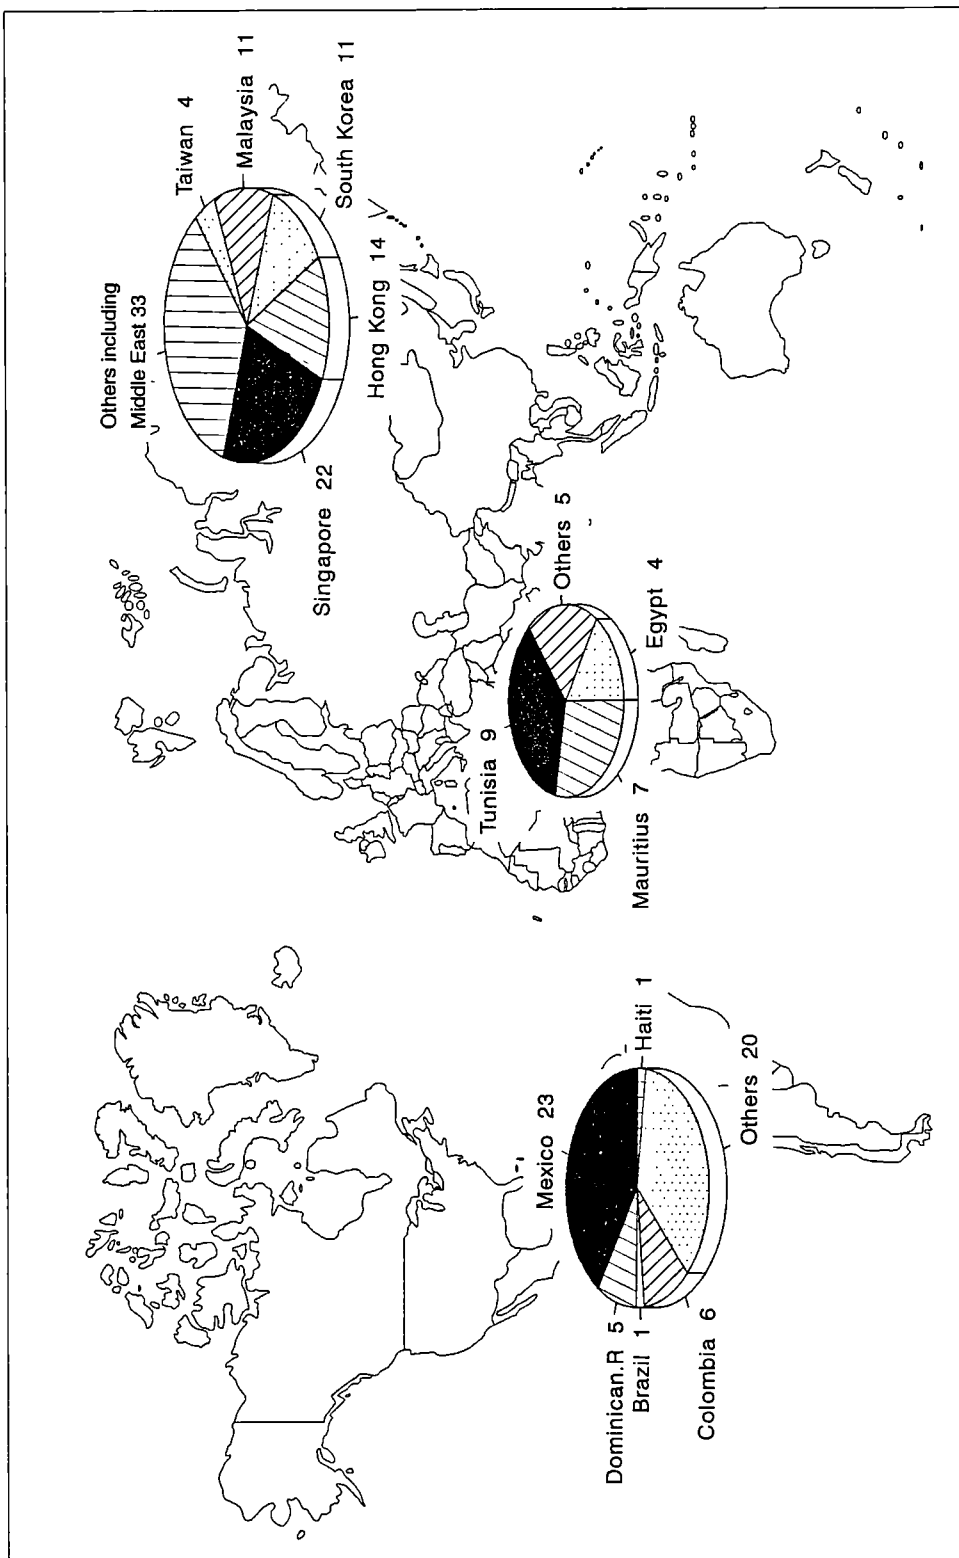 Others including
Middle East 33
Taiwan 4
Malaysia 11
South Korea 11
Hong Kong 14
Singapore 22
Tunisia 9
Others 5
Egypt 4
Mauritius 7
Mexico 23
Haiti 1
Others 20
Dominican.R 5
Brazil 1
Colombia 6